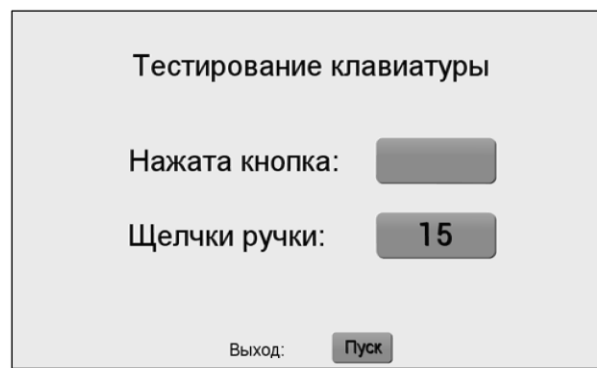 Тестирование клавиатуры
Нажата кнопка:
Щелчки ручки: 15
Выход: Пуск